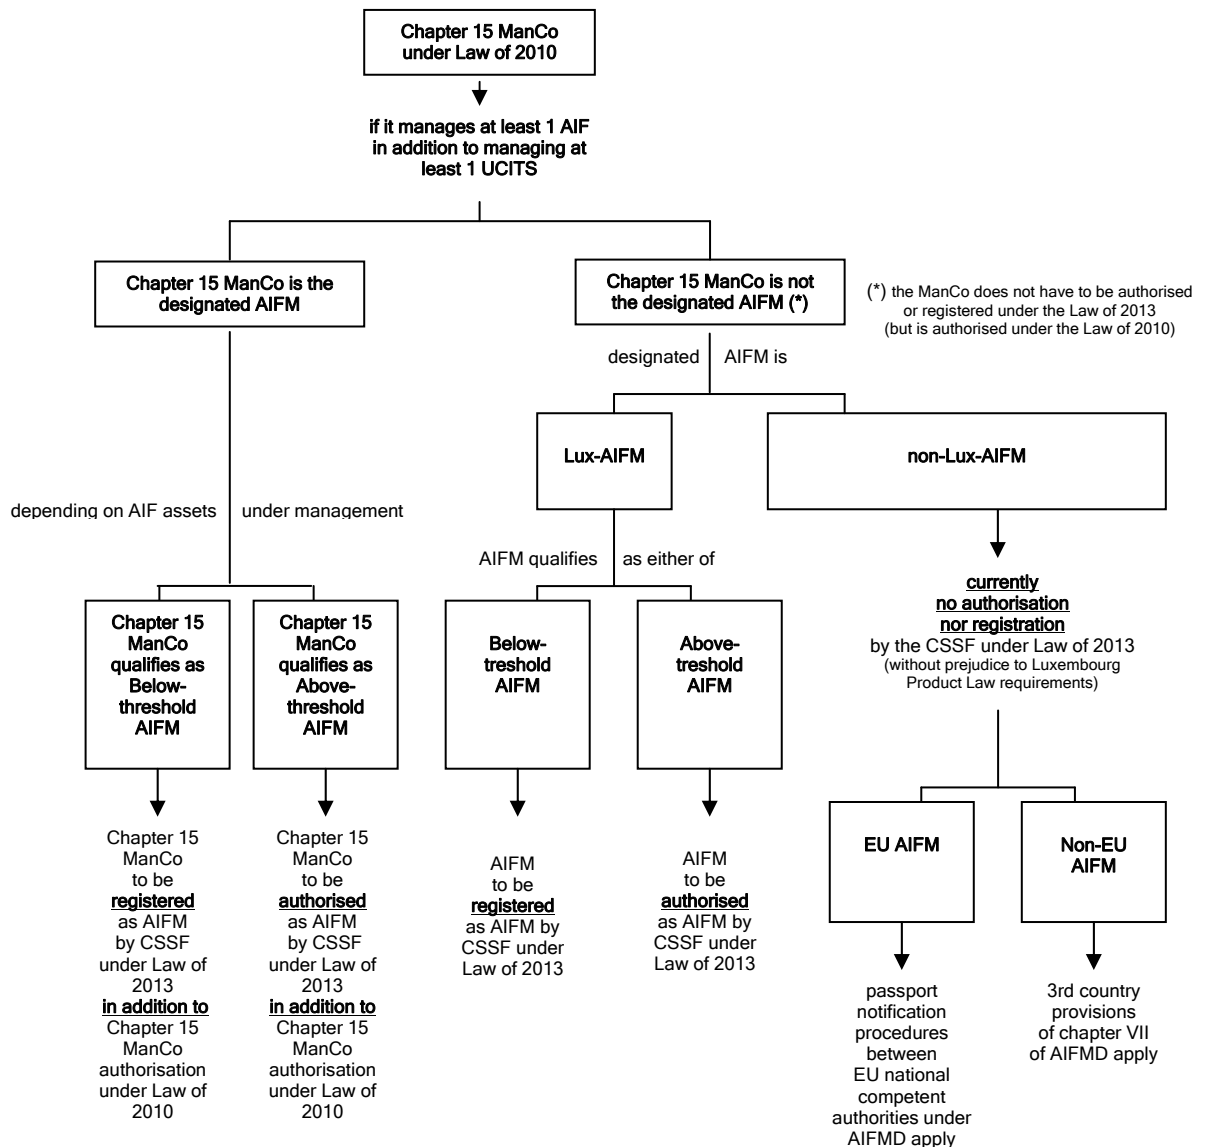 Chapter 15 ManCo
under Law of 2010
if it manages at least 1 AIF
in addition to managing at
least 1 UCITS
Chapter 15 ManCo is the
designated AIFM
Chapter 15 ManCo is not
the designated AIFM (*)
(*) the ManCo does not have to be authorised
or registered under the Law of 2013
(but is authorised under the Law of 2010)
designated AIFM is
Lux-AIFM
non-Lux-AIFM
depending on AIF assets under management
AIFM qualifies as either of
currently
no authorisation
nor registration
by the CSSF under Law of 2013
(without prejudice to Luxembourg
Product Law requirements)
Chapter 15
ManCo
qualifies as
Below-
threshold
AIFM
Chapter 15
ManCo
qualifies as
Above-
threshold
AIFM
Below-
treshold
AIFM
Above-
treshold
AIFM
EU AIFM
Non-EU
AIFM
Chapter 15
ManCo
to be
registered
as AIFM
by CSSF
under Law of
2013
in addition to
Chapter 15
ManCo
authorisation
under Law of
2010
Chapter 15
ManCo
to be
authorised
as AIFM
by CSSF
under Law of
2013
in addition to
Chapter 15
ManCo
authorisation
under Law of
2010
AIFM
to be
registered
as AIFM by
CSSF under
Law of 2013
AIFM
to be
authorised
as AIFM by
CSSF under
Law of 2013
passport
notification
procedures
between
EU national
competent
authorities under
AIFMD apply
3rd country
provisions
of chapter VII
of AIFMD apply